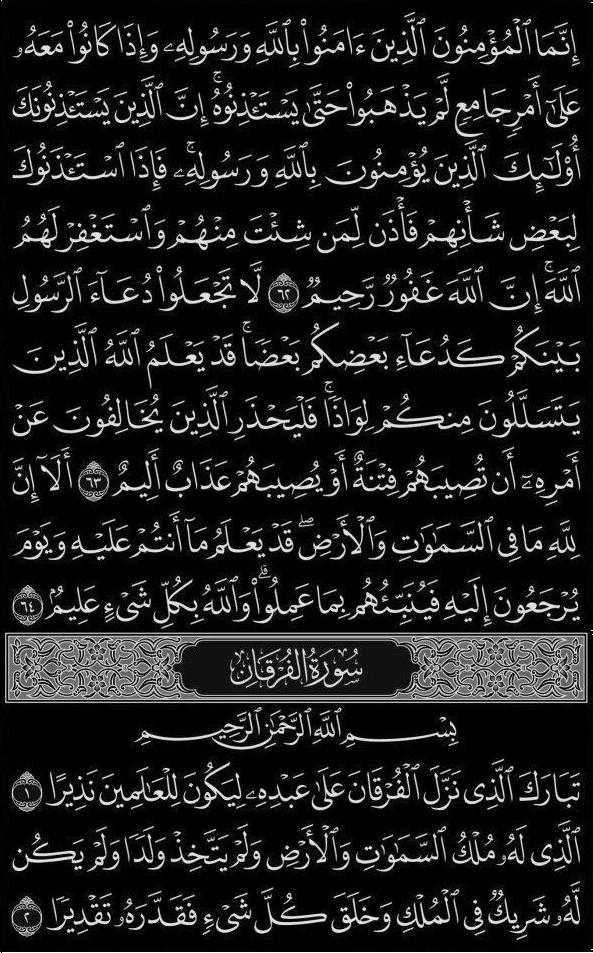 إِنَّمَا ٱلْمُؤْمِنُونَ ٱلَّذِينَ ءَامَنُوا۟ بِٱللَّهِ وَرَسُولِهِۦ وَإِذَا كَانُوا۟ مَعَهُۥ
عَلَىٰٓ أَمْرٍ جَامِعٍ لَّمْ يَذْهَبُوا۟ حَتَّىٰ يَسْتَـْٔذِنُوهُ ۚ إِنَّ ٱلَّذِينَ يَسْتَـْٔذِنُونَكَ
أُو۟لَـٰٓئِكَ ٱلَّذِينَ يُؤْمِنُونَ بِٱللَّهِ وَرَسُولِهِۦ ۚ فَإِذَا ٱسْتَـْٔذَنُوكَ
لِبَعْضِ شَأْنِهِمْ فَأْذَن لِّمَن شِئْتَ مِنْهُمْ وَٱسْتَغْفِرْ لَهُمُ
ٱللَّهَ ۚ إِنَّ ٱللَّهَ غَفُورٌ رَّحِيمٌ ٦٢ لَّا تَجْعَلُوا۟ دُعَآءَ ٱلرَّسُولِ
بَيْنَكُمْ كَدُعَآءِ بَعْضِكُم بَعْضًا ۚ قَدْ يَعْلَمُ ٱللَّهُ ٱلَّذِينَ
يَتَسَلَّلُونَ مِنكُمْ لِوَاذًا ۚ فَلْيَحْذَرِ ٱلَّذِينَ يُخَالِفُونَ عَنْ
أَمْرِهِۦٓ أَن تُصِيبَهُمْ فِتْنَةٌ أَوْ يُصِيبَهُمْ عَذَابٌ أَلِيمٌ ٦٣ أَلَآ إِنَّ
لِلَّهِ مَا فِى ٱلسَّمَـٰوَٰتِ وَٱلْأَرْضِ ۖ قَدْ يَعْلَمُ مَآ أَنتُمْ عَلَيْهِ وَيَوْمَ
يُرْجَعُونَ إِلَيْهِ فَيُنَبِّئُهُم بِمَا عَمِلُوا۟ ۗ وَٱللَّهُ بِكُلِّ شَىْءٍ عَلِيمٌۢ ٦٤
سُورَةُ الْفُرْقَانِ
بِسْمِ ٱللَّهِ ٱلرَّحْمَـٰنِ ٱلرَّحِيمِ
تَبَارَكَ ٱلَّذِى نَزَّلَ ٱلْفُرْقَانَ عَلَىٰ عَبْدِهِۦ لِيَكُونَ لِلْعَـٰلَمِينَ نَذِيرًا ١
ٱلَّذِى لَهُۥ مُلْكُ ٱلسَّمَـٰوَٰتِ وَٱلْأَرْضِ وَلَمْ يَتَّخِذْ وَلَدًا وَلَمْ يَكُن
لَّهُۥ شَرِيكٌ فِى ٱلْمُلْكِ وَخَلَقَ كُلَّ شَىْءٍ فَقَدَّرَهُۥ تَقْدِيرًا ٢